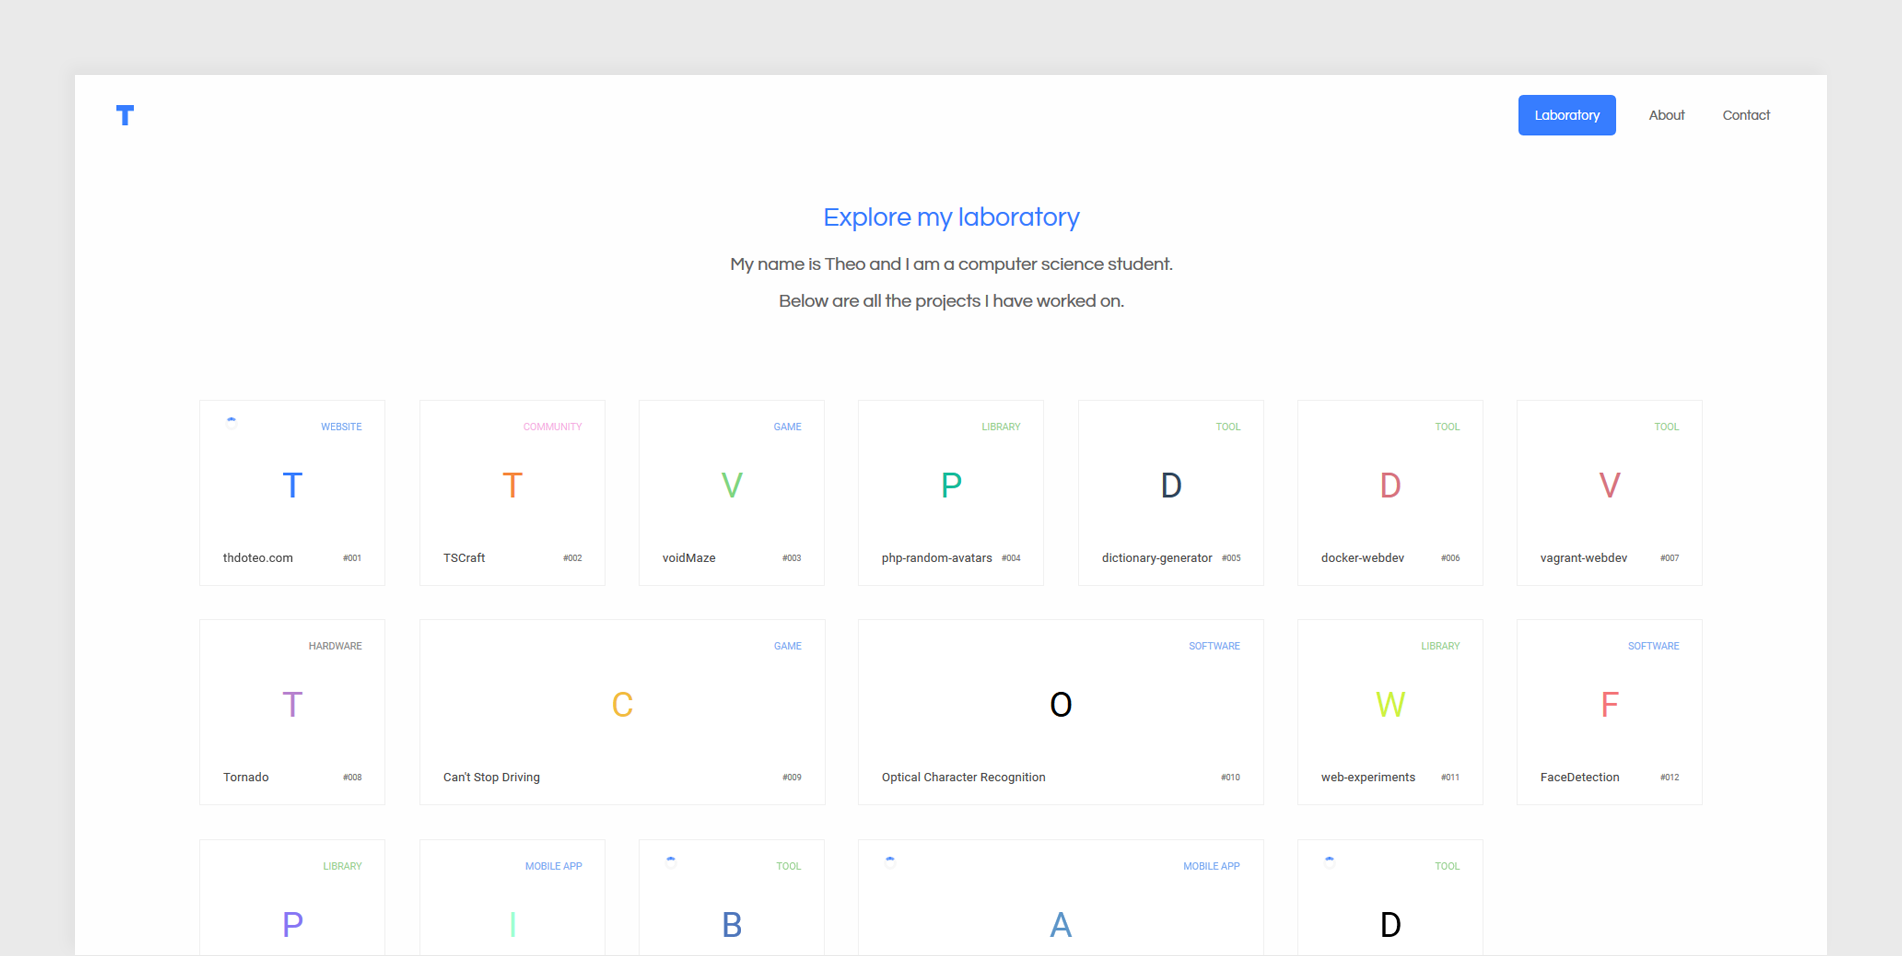 T
Laboratory About Contact
Explore my laboratory
My name is Theo and I am a computer science student.
Below are all the projects I have worked on.
WEBSITE COMMUNITY GAME LIBRARY TOOL TOOL TOOL
T T V P D D V
thdoteo.com #001 TSCraft #002 voidMaze #003 php-random-avatars #004 dictionary-generator #005 docker-webdev #006 vagrant-webdev #007
HARDWARE GAME SOFTWARE LIBRARY SOFTWARE
T C O W F
Tornado #008 Can't Stop Driving #009 Optical Character Recognition #010 web-experiments #011 FaceDetection #012
LIBRARY MOBILE APP TOOL MOBILE APP TOOL
P I B A D